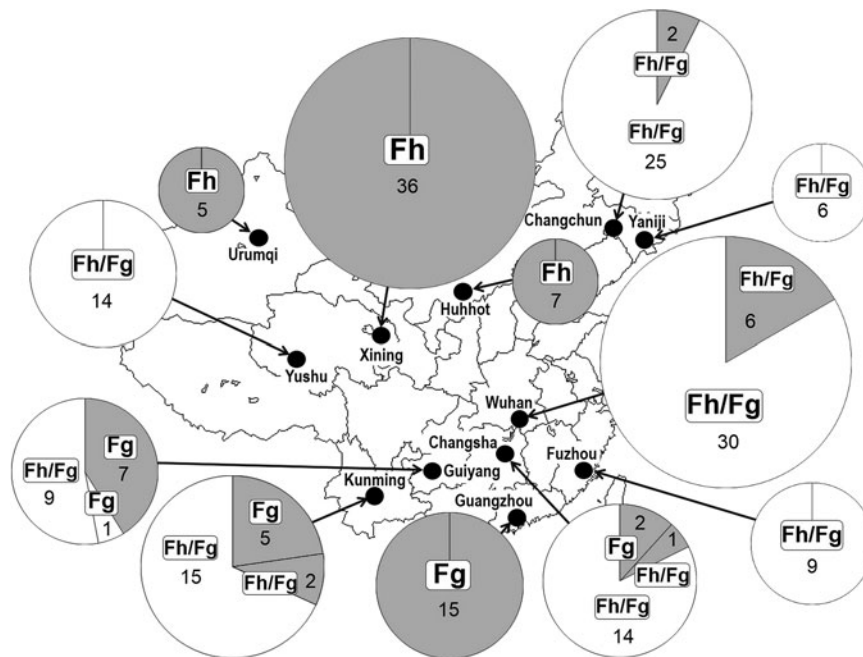 2
Fh/Fg
Fh/Fg
25
Fh
36
Fh
5
Fh/Fg
6
Changchun
Yaniji
Urumqi
Fh/Fg
14
Fh
7
Huhhot
Fh/Fg
6
Xining
Yushu
Fh/Fg
30
Wuhan
Fg
7
Fh/Fg
9
Fg
1
Changsha
Guiyang
Fuzhou
Kunming
Guangzhou
Fg
5
Fh/Fg
15
Fh/Fg
2
Fg
15
2
Fg
1
Fh/Fg
Fh/Fg
14
Fh/Fg
9